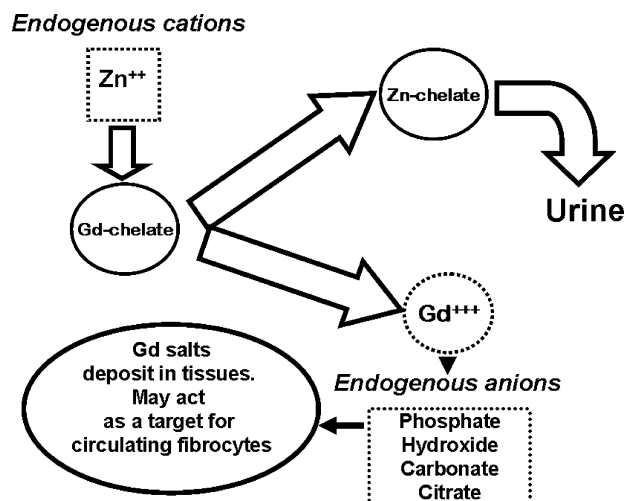 Endogenous cations
Zn++
Gd-chelate
Zn-chelate
Urine
Gd+++
Endogenous anions
Phosphate
Hydroxide
Carbonate
Citrate
Gd salts
deposit in tissues.
May act
as a target for
circulating fibrocytes